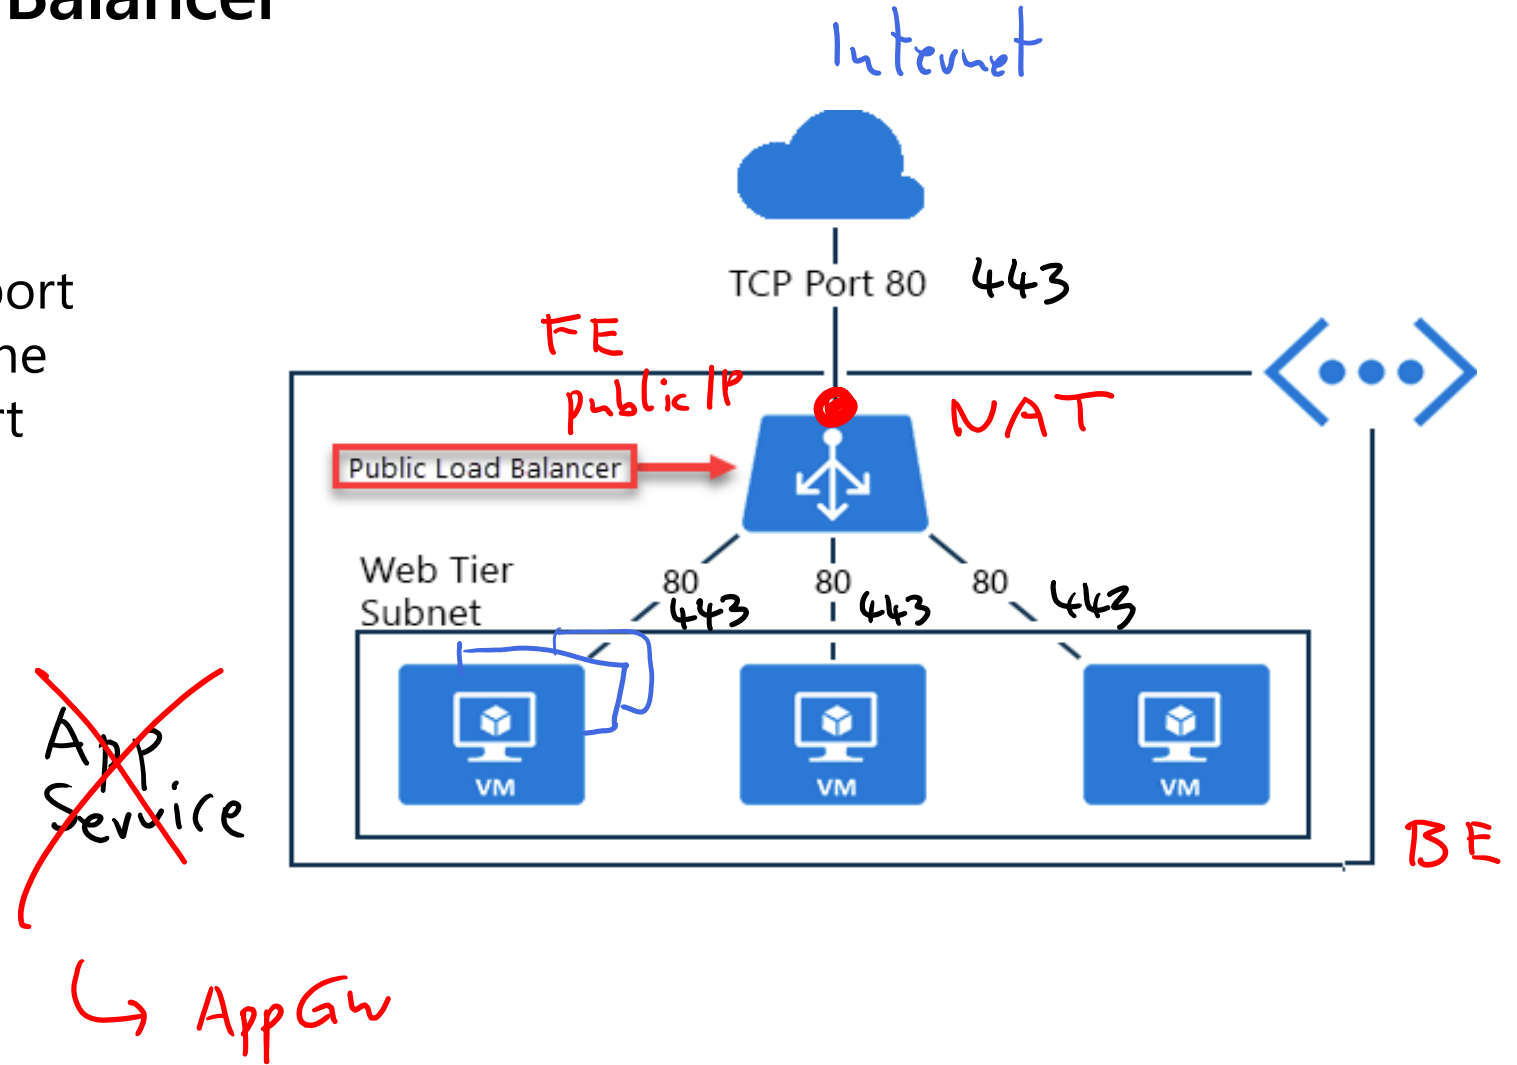 Balancer
Internet
TCP Port 80 443
port
FE
he
public IP
NAT
rt
Public Load Balancer
Web Tier
Subnet
80 80 80
443 443 443
VM VM VM
App
Service
BE
AppGw